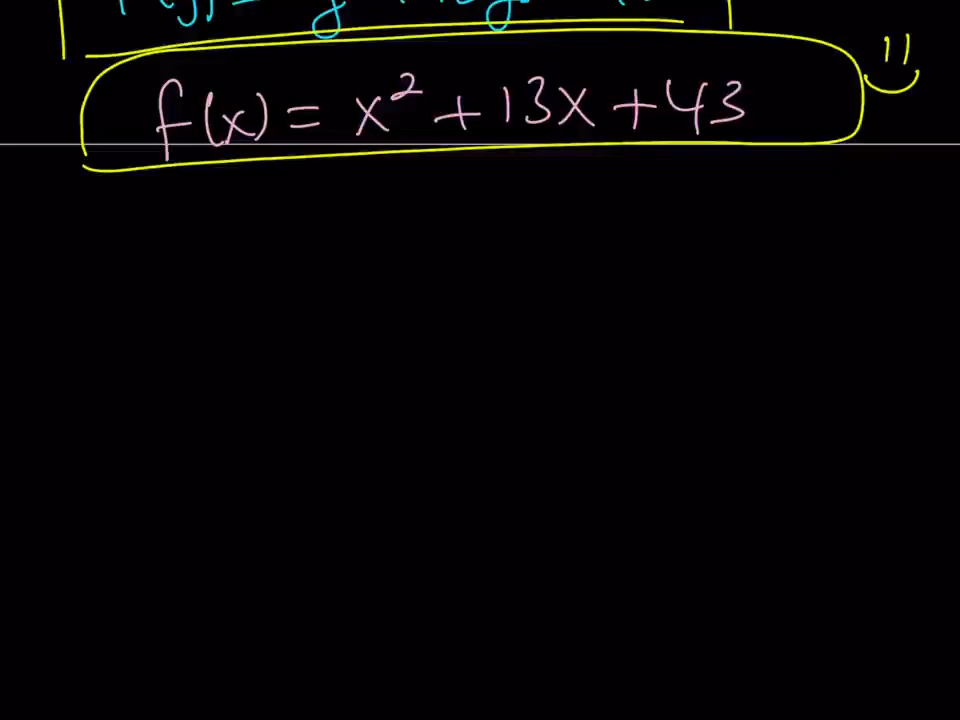 f(x) = x² + 13x + 43